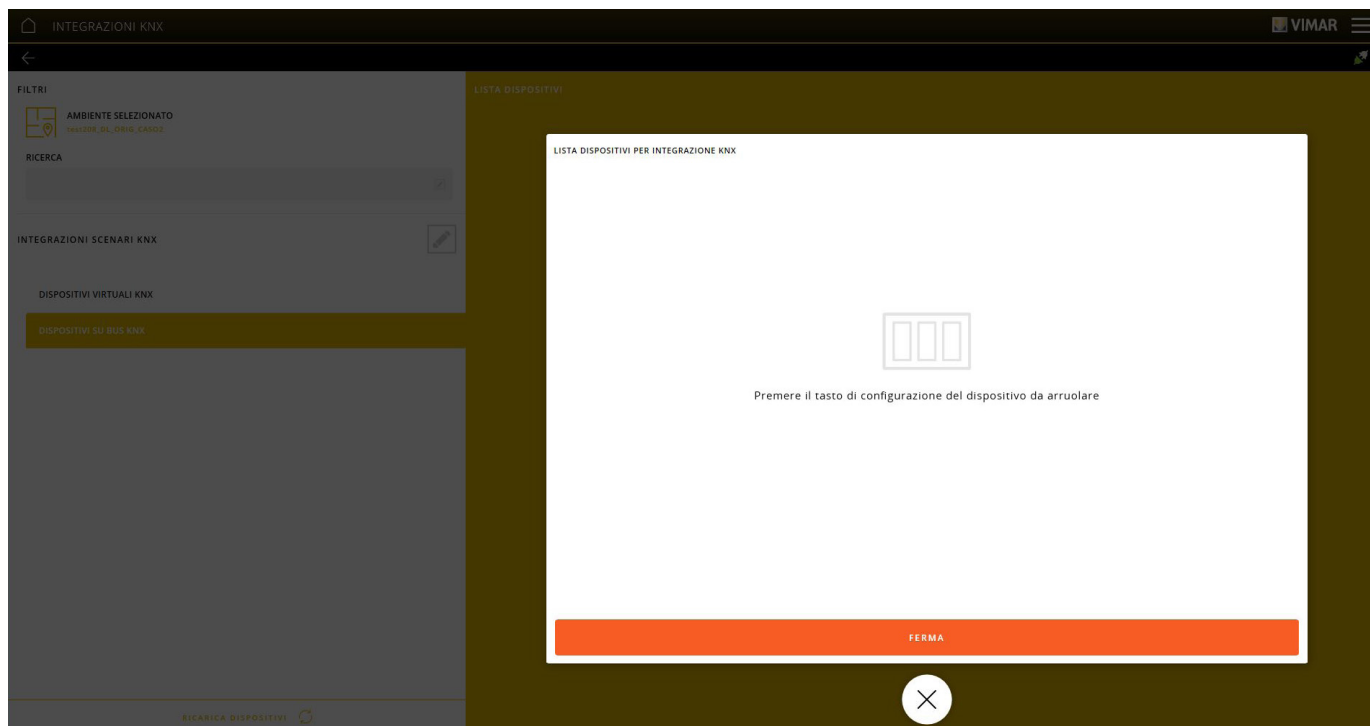 INTEGRAZIONI KNX
VIMAR
FILTRI
LISTA DISPOSITIVI
AMBIENTE SELEZIONATO
test208_DL_ORIG_CASO2
RICERCA
LISTA DISPOSITIVI PER INTEGRAZIONE KNX
INTEGRAZIONI SCENARI KNX
DISPOSITIVI VIRTUALI KNX
DISPOSITIVI SU BUS KNX
Premere il tasto di configurazione del dispositivo da arruolare
FERMA
RICARICA DISPOSITIVI